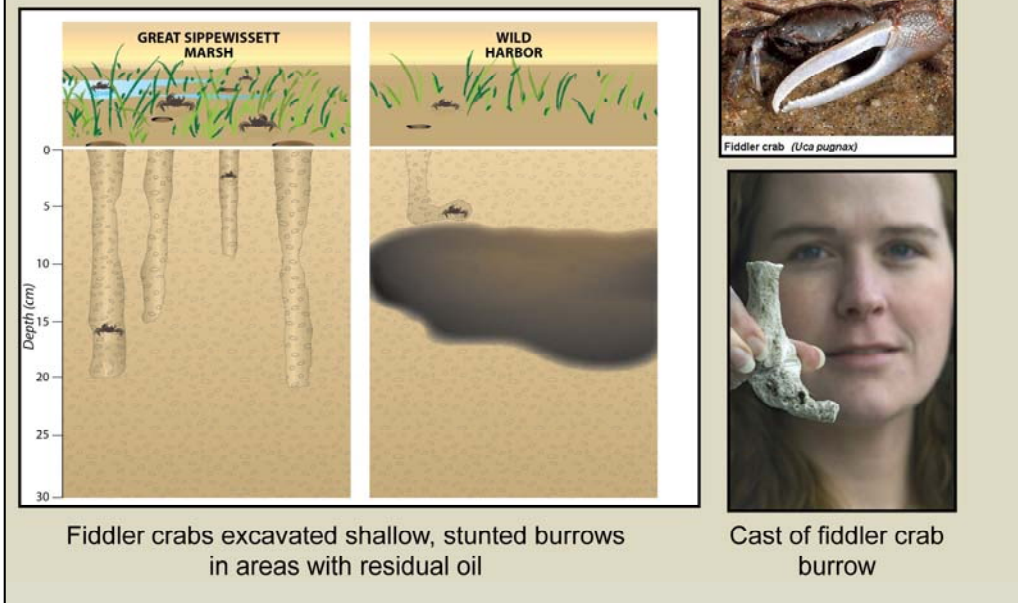 GREAT SIPPEWISSETT
MARSH
WILD
HARBOR
0
5
10
15
20
25
30
Depth (cm)
Fiddler crab (Uca pugnax)
Fiddler crabs excavated shallow, stunted burrows
in areas with residual oil
Cast of fiddler crab
burrow